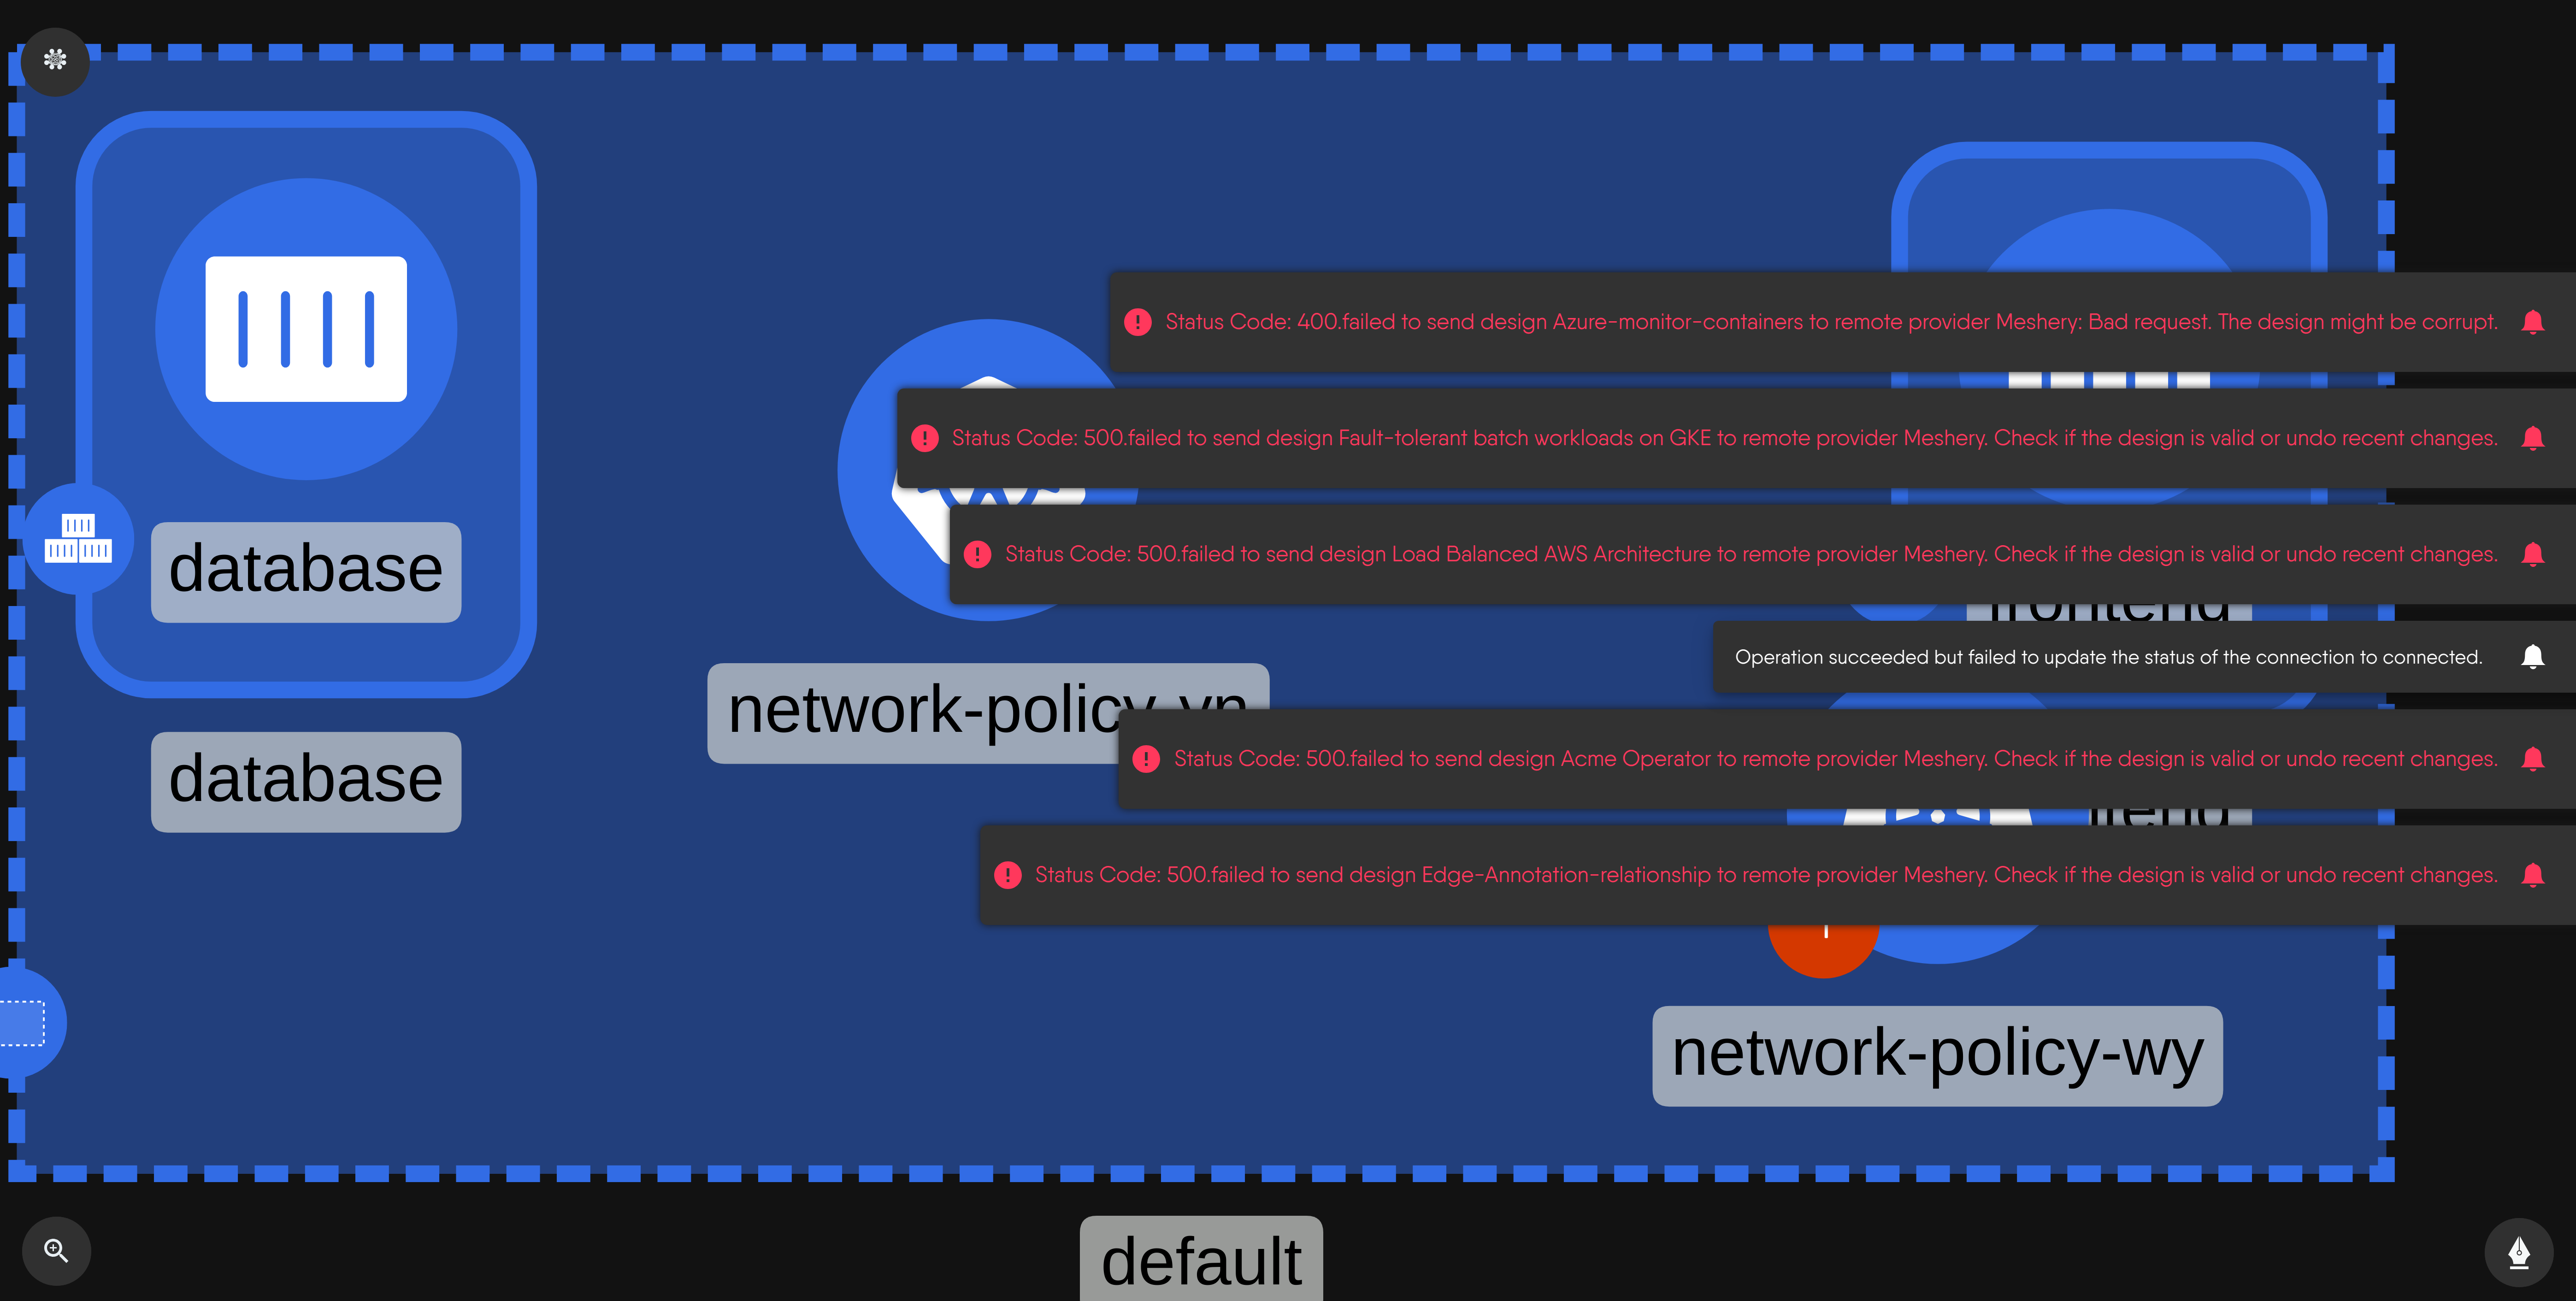 Status Code: 400.failed to send design Azure-monitor-containers to remote provider Meshery: Bad request. The design might be corrupt.
Status Code: 500.failed to send design Fault-tolerant batch workloads on GKE to remote provider Meshery. Check if the design is valid or undo recent changes.
Status Code: 500.failed to send design Load Balanced AWS Architecture to remote provider Meshery. Check if the design is valid or undo recent changes.
database
frontend
Operation succeeded but failed to update the status of the connection to connected.
network-policy-vn
Status Code: 500.failed to send design Acme Operator to remote provider Meshery. Check if the design is valid or undo recent changes.
database
Status Code: 500.failed to send design Edge-Annotation-relationship to remote provider Meshery. Check if the design is valid or undo recent changes.
network-policy-wy
default